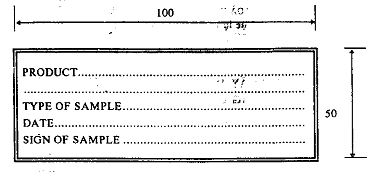 100
PRODUCT..........................................................
..........................................................................
TYPE OF SAMPLE..............................................
DATE................................................................
SIGN OF SAMPLE ..............................................
50